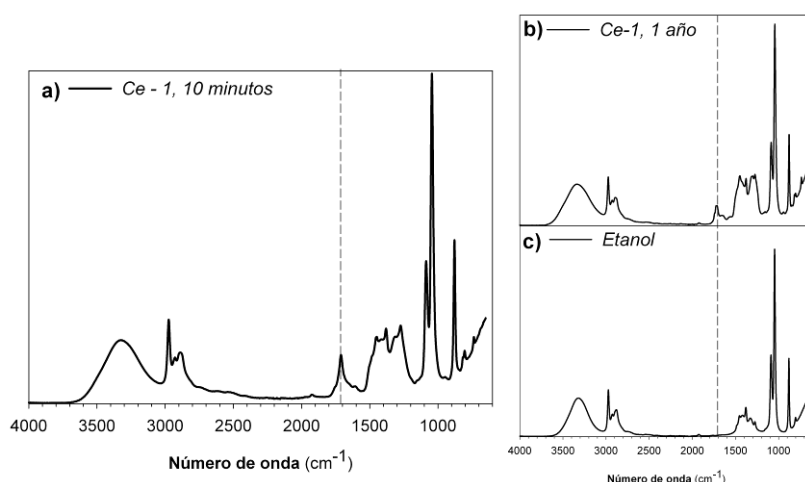 a) Ce - 1, 10 minutos
4000 3500 3000 2500 2000 1500 1000
Número de onda (cm-1)
b) Ce-1, 1 año
c) Etanol
4000 3500 3000 2500 2000 1500 1000
Número de onda (cm-1)